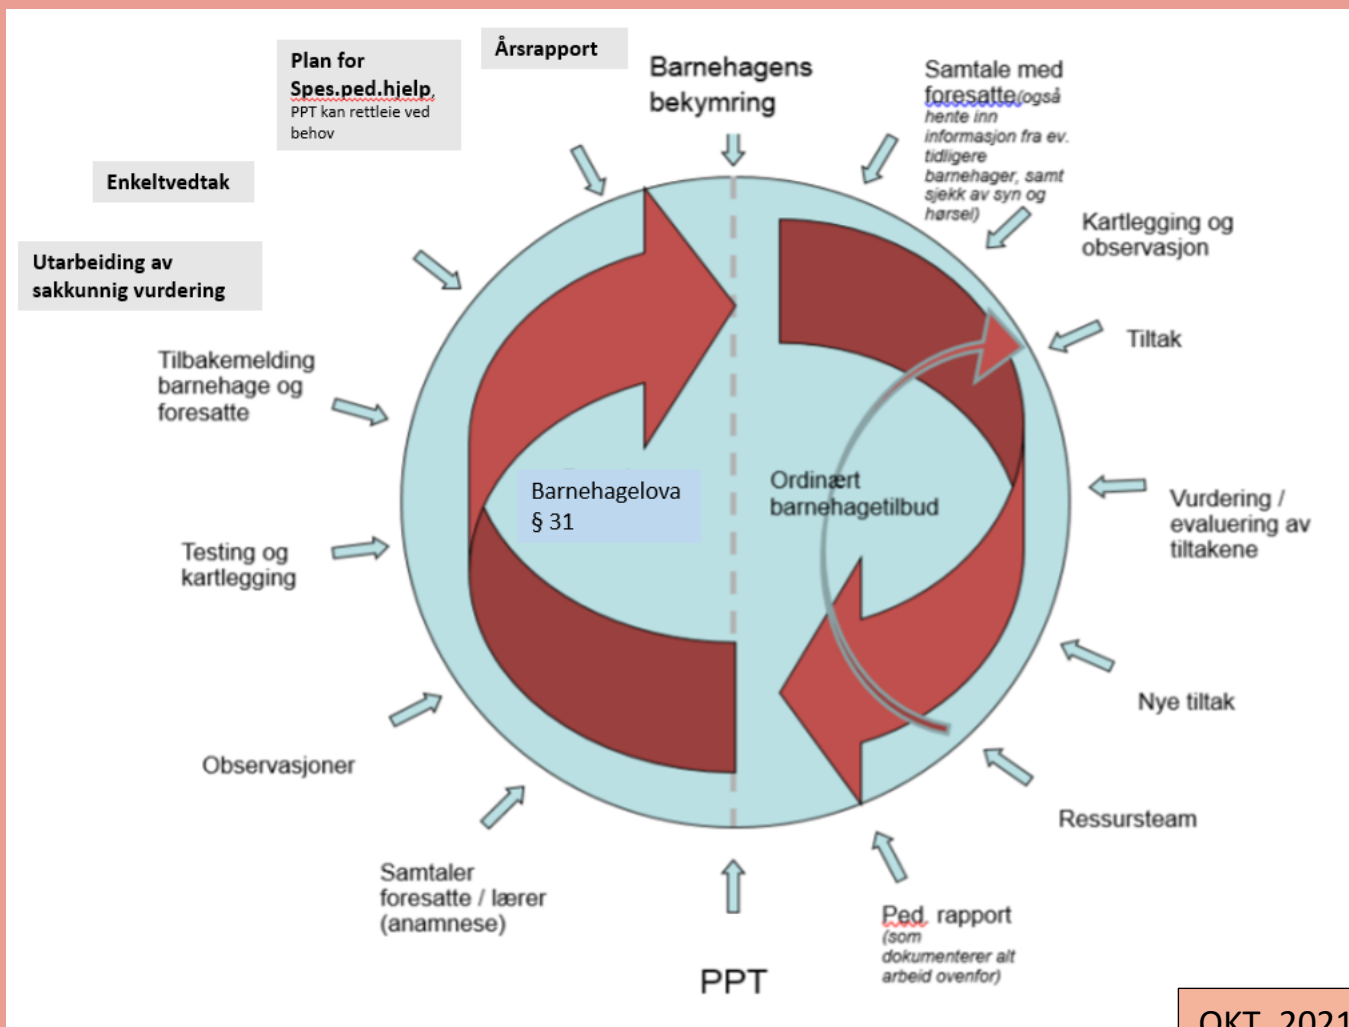 Årsrapport
Plan for
Spes.ped.hjelp,
PPT kan rettleie ved
behov
Enkeltvedtak
Utarbeiding av
sakkunnig vurdering
Tilbakemelding
barnehage og
foresatte
Testing og
kartlegging
Observasjoner
Samtaler
foresatte / lærer
(anamnese)
PPT
Barnehagens
bekymring
Samtale med
foresatte(også
hente inn
informasjon fra ev.
tidligere
barnehager, samt
sjekk av syn og
hørsel)
Kartlegging og
observasjon
Tiltak
Vurdering /
evaluering av
tiltakene
Nye tiltak
Ressursteam
Ped. rapport
(som
dokumenterer alt
arbeid ovenfor)
Barnehagelova
§ 31
Ordinært
barnehagetilbud
OKT. 2021